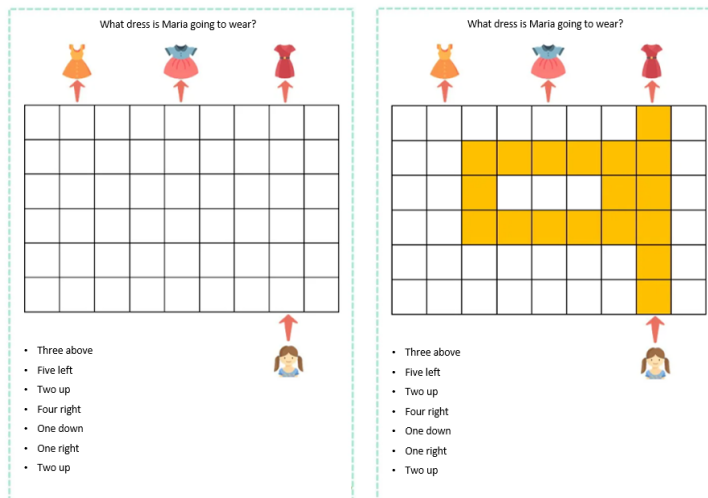 What dress is Maria going to wear?
• Three above
• Five left
• Two up
• Four right
• One down
• One right
• Two up
What dress is Maria going to wear?
• Three above
• Five left
• Two up
• Four right
• One down
• One right
• Two up